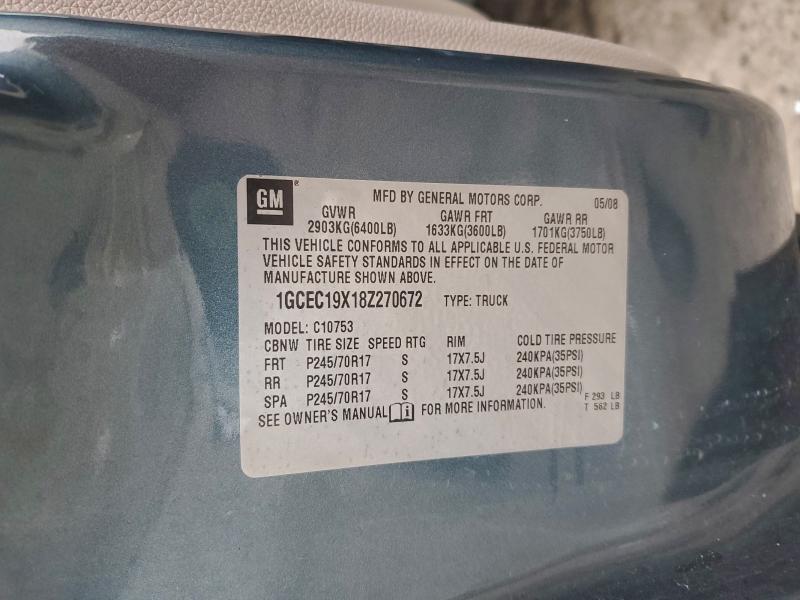 GM ®
MFD BY GENERAL MOTORS CORP. 05/08
GVWR GAWR FRT GAWR RR
2903KG(6400LB) 1633KG(3600LB) 1701KG(3750LB)
THIS VEHICLE CONFORMS TO ALL APPLICABLE U.S. FEDERAL MOTOR
VEHICLE SAFETY STANDARDS IN EFFECT ON THE DATE OF
MANUFACTURE SHOWN ABOVE.
1GCEC19X18Z270672 TYPE: TRUCK
MODEL: C10753
CBNW TIRE SIZE SPEED RTG RIM COLD TIRE PRESSURE
FRT P245/70R17 S 17X7.5J 240KPA(35PSI)
RR P245/70R17 S 17X7.5J 240KPA(35PSI)
SPA P245/70R17 S 17X7.5J 240KPA(35PSI)
SEE OWNER'S MANUAL i FOR MORE INFORMATION.
F 293 LB
T 562 LB